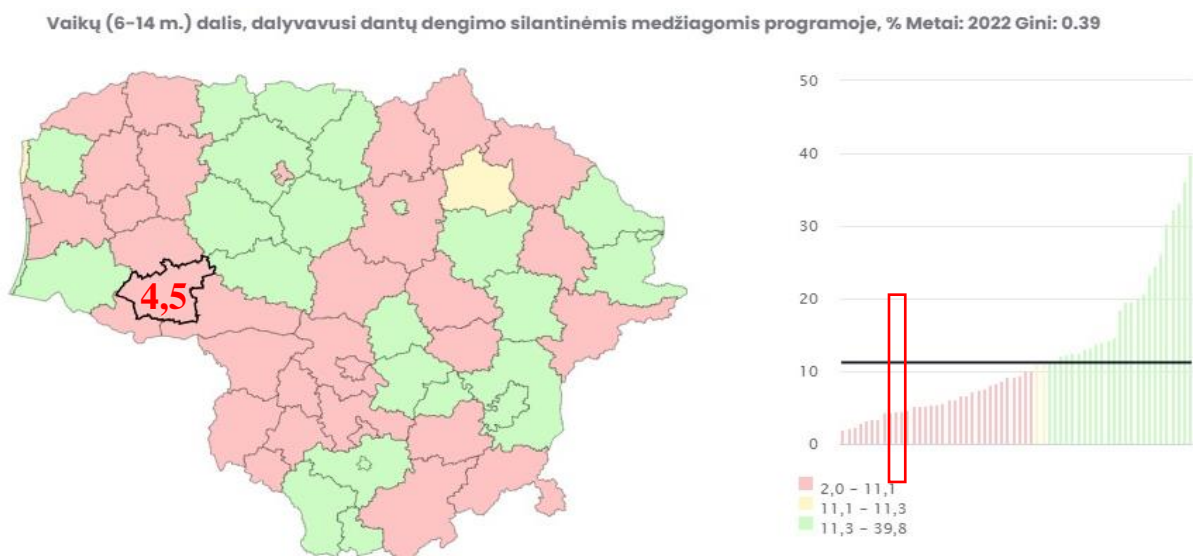 Vaikų (6-14 m.) dalis, dalyvavusi dantų dengimo silantinėmis medžiagomis programoje, % Metai: 2022 Gini: 0.39
4,5
50
40
30
20
10
0
2,0 – 11,1
11,1 – 11,3
11,3 – 39,8